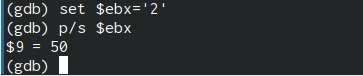 (gdb) set $ebx='2'
(gdb) p/s $ebx
$9 = 50
(gdb)